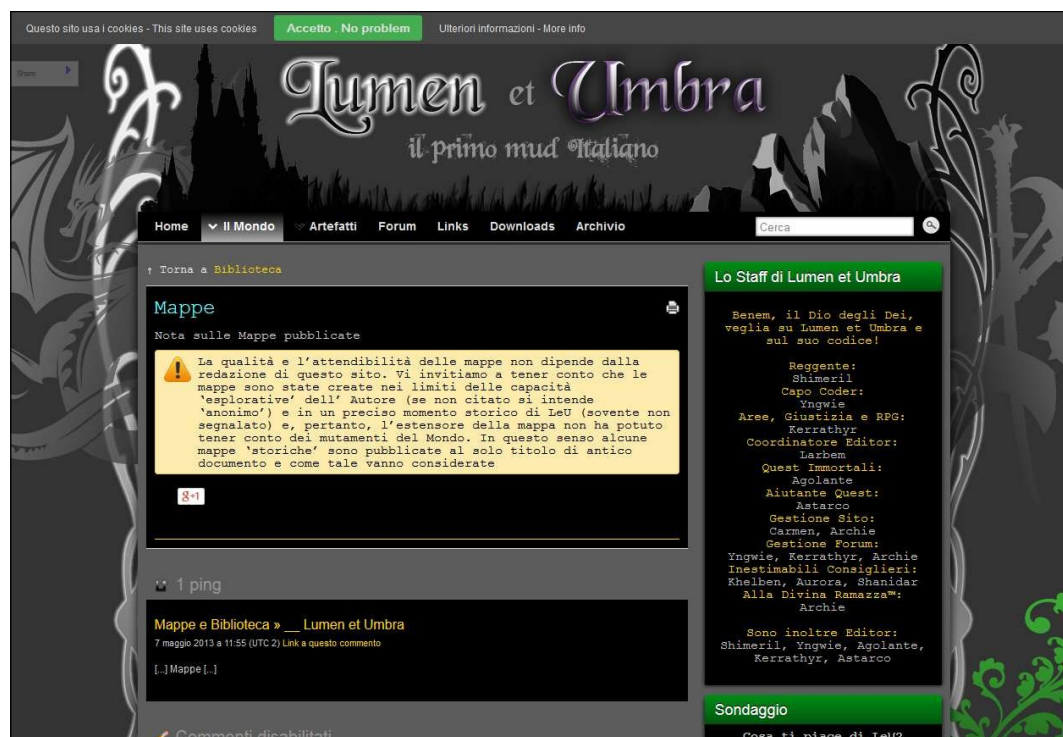 Questo sito usa i cookies - This site uses cookies Accetto . No problem Ulteriori informazioni - More info
Share
Lumen et Umbra
il primo mud Italiano
Home Il Mondo Artefatti Forum Links Downloads Archivio Cerca
↑ Torna a Biblioteca
Mappe
Nota sulle Mappe pubblicate
La qualità e l'attendibilità delle mappe non dipende dalla
redazione di questo sito. Vi invitiamo a tener conto che le
mappe sono state create nei limiti delle capacità
'esplorative' dell' Autore (se non citato si intende
'anonimo') e in un preciso momento storico di LeU (sovente non
segnalato) e, pertanto, l'estensore della mappa non ha potuto
tener conto dei mutamenti del Mondo. In questo senso alcune
mappe 'storiche' sono pubblicate al solo titolo di antico
documento e come tale vanno considerate
g+1
1 ping
Mappe e Biblioteca » __ Lumen et Umbra
7 maggio 2013 a 11:55 (UTC 2) Link a questo commento
[...] Mappe [...]
Commenti disabilitati
Lo Staff di Lumen et Umbra
Benem, il Dio degli Dei,
veglia su Lumen et Umbra e
sul suo codice!
Reggente:
Shimeril
Capo Coder:
Yngwie
Aree, Giustizia e RPG:
Kerrathyr
Coordinatore Editor:
Larbem
Quest Immortali:
Agolante
Aiutante Quest:
Astarco
Gestione Sito:
Carmen, Archie
Gestione Forum:
Yngwie, Kerrathyr, Archie
Inestimabili Consiglieri:
Khelben, Aurora, Shanidar
Alla Divina Ramazza™:
Archie
Sono inoltre Editor:
Shimeril, Yngwie, Agolante,
Kerrathyr, Astarco
Sondaggio
Cosa ti piace di LeU?